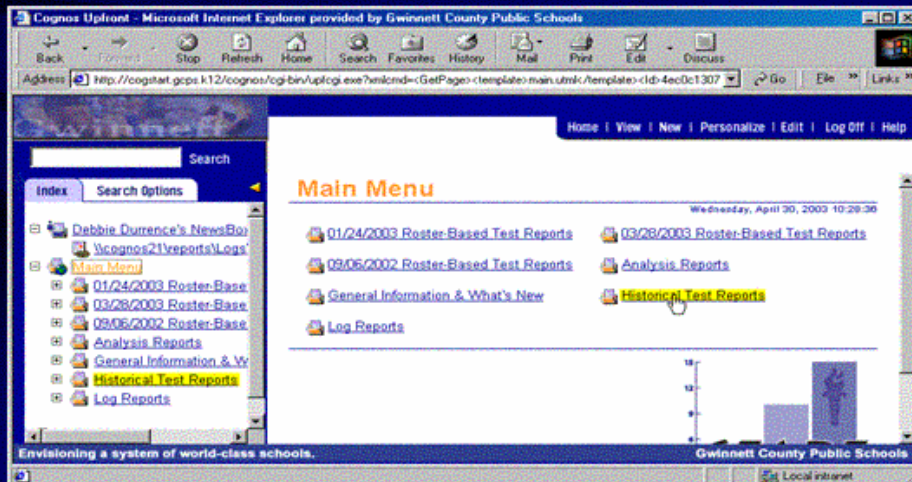 Cognos Upfront - Microsoft Internet Explorer provided by Gwinnett County Public Schools
Back Forward Stop Refresh Home Search Favorites History Mail Print Edit Discuss
Address http://cogstart.gcps.k12/cognos/cgi-bin/upfcgi.exe?xmlcmd=<GetPage><template>main.utml</template><Id>4ec0c1307 Go File » Links »
Gwinnett
Home | View | New | Personalize | Edit | Log Off | Help
Search
Index Search Options
Main Menu
Wednesday, April 30, 2003 10:28:36
Debbie Durrence's NewsBox
\\cognos21\reports\Logs
Main Menu
01/24/2003 Roster-Base
03/28/2003 Roster-Base
09/06/2002 Roster-Base
Analysis Reports
General Information & W
Historical Test Reports
Log Reports
01/24/2003 Roster-Based Test Reports
03/28/2003 Roster-Based Test Reports
09/06/2002 Roster-Based Test Reports
Analysis Reports
General Information & What's New
Historical Test Reports
Log Reports
Envisioning a system of world-class schools.
Gwinnett County Public Schools
Local intranet